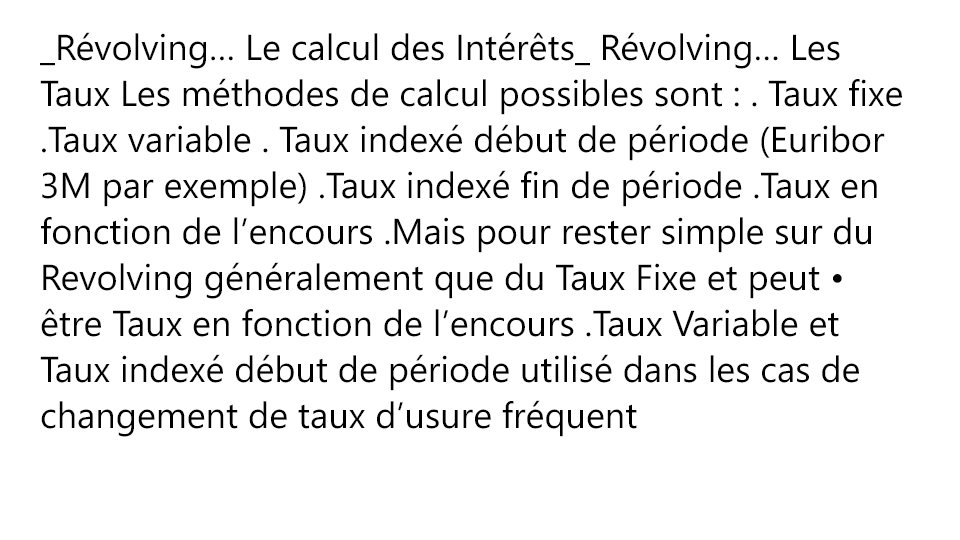 _Révolving… Le calcul des Intérêts_ Révolving… Les
Taux Les méthodes de calcul possibles sont : . Taux fixe
.Taux variable . Taux indexé début de période (Euribor
3M par exemple) .Taux indexé fin de période .Taux en
fonction de l’encours .Mais pour rester simple sur du
Revolving généralement que du Taux Fixe et peut •
être Taux en fonction de l’encours .Taux Variable et
Taux indexé début de période utilisé dans les cas de
changement de taux d’usure fréquent